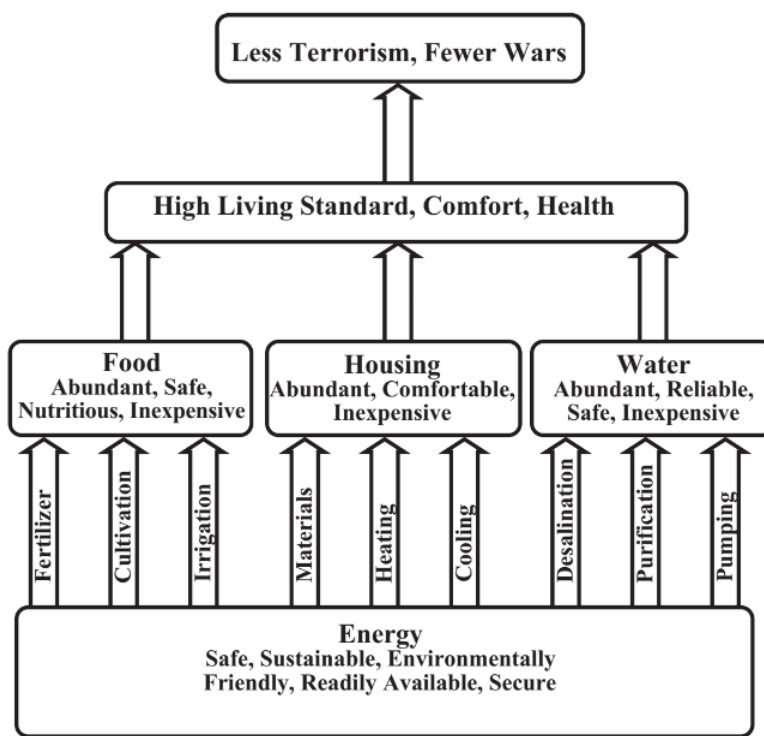 Less Terrorism, Fewer Wars
High Living Standard, Comfort, Health
Food
Abundant, Safe,
Nutritious, Inexpensive
Housing
Abundant, Comfortable,
Inexpensive
Water
Abundant, Reliable,
Safe, Inexpensive
Fertilizer
Cultivation
Irrigation
Materials
Heating
Cooling
Desalination
Purification
Pumping
Energy
Safe, Sustainable, Environmentally
Friendly, Readily Available, Secure